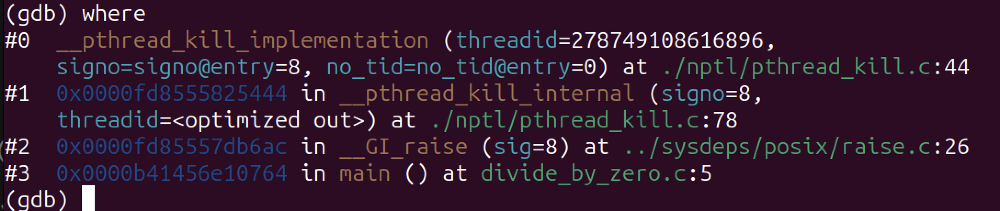 (gdb) where
#0  __pthread_kill_implementation (threadid=278749108616896,
    signo=signo@entry=8, no_tid=no_tid@entry=0) at ./nptl/pthread_kill.c:44
#1  0x0000fd8555825444 in __pthread_kill_internal (signo=8,
    threadid=<optimized out>) at ./nptl/pthread_kill.c:78
#2  0x0000fd85557db6ac in __GI_raise (sig=8) at ../sysdeps/posix/raise.c:26
#3  0x0000b41456e10764 in main () at divide_by_zero.c:5
(gdb)